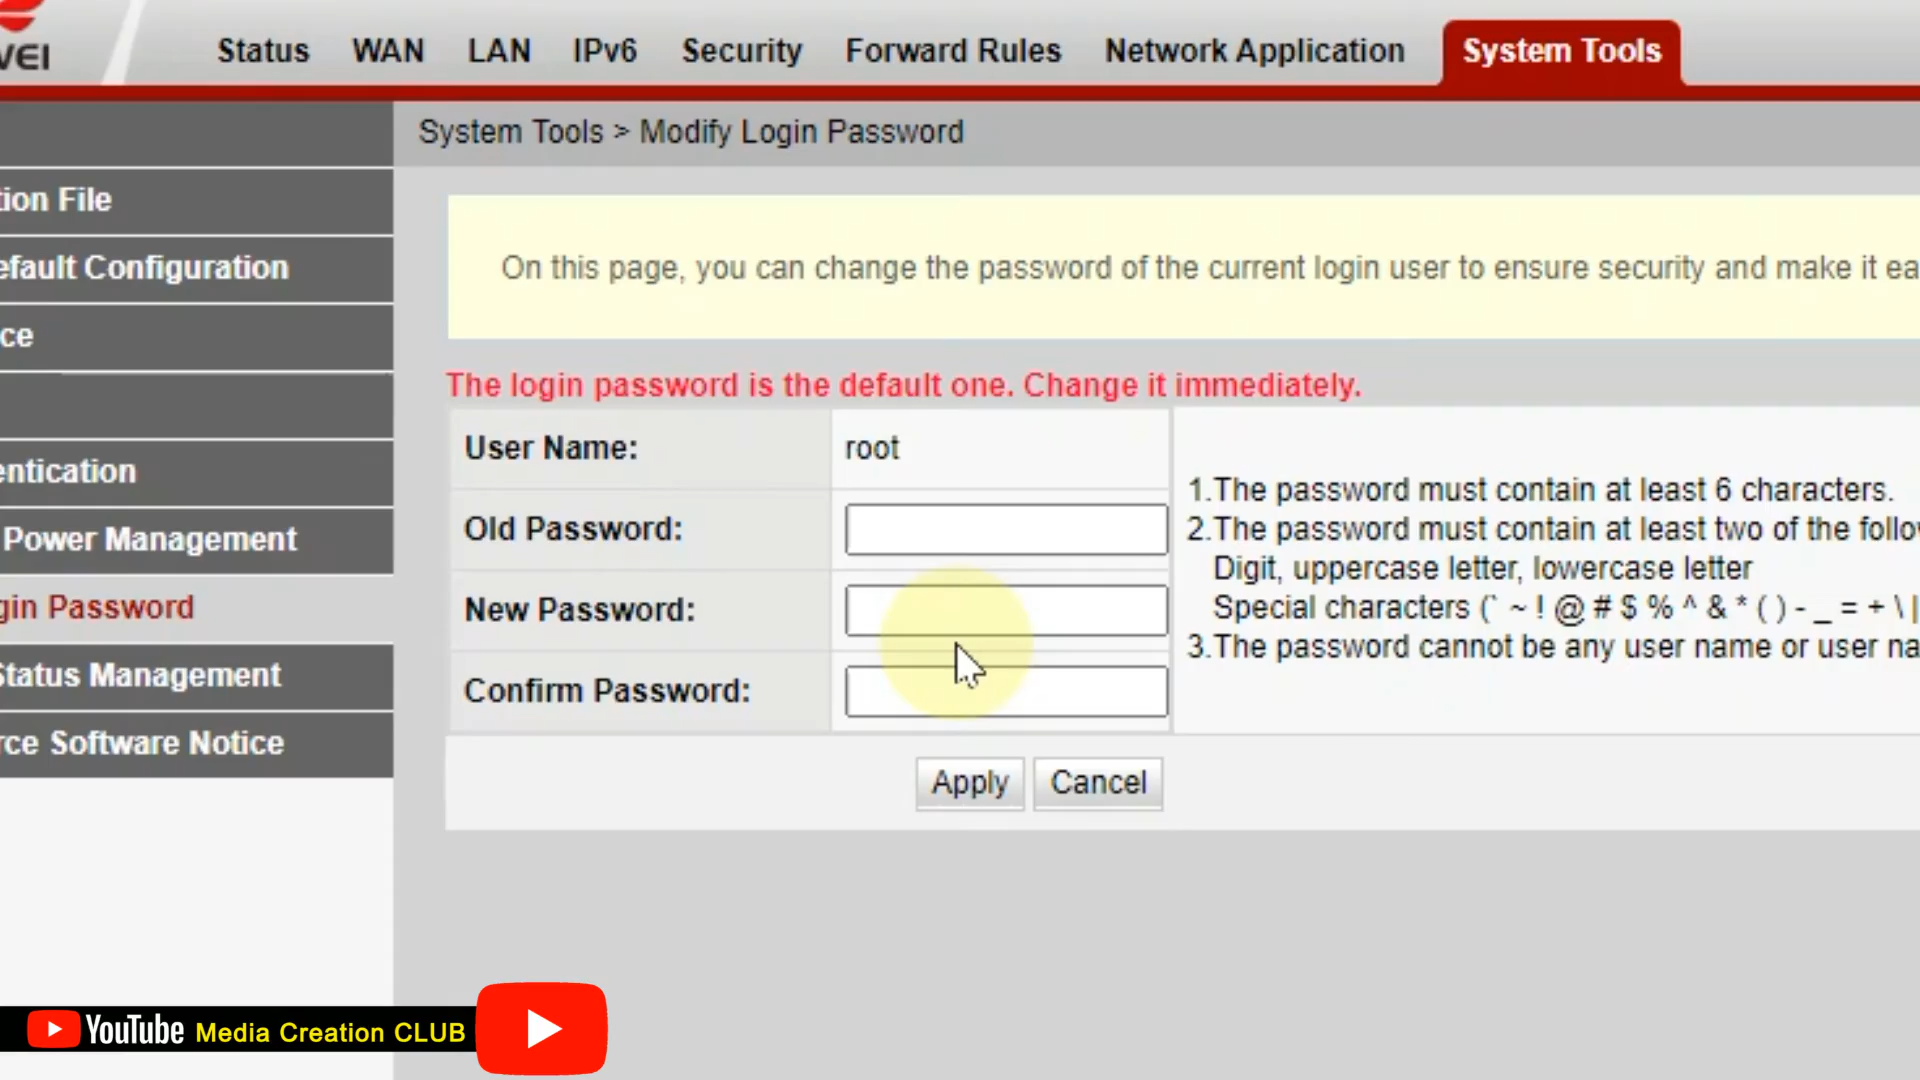 WEI
Status WAN LAN IPv6 Security Forward Rules Network Application System Tools
System Tools > Modify Login Password
tion File
efault Configuration
ce
entication
Power Management
gin Password
Status Management
rce Software Notice
On this page, you can change the password of the current login user to ensure security and make it ea
The login password is the default one. Change it immediately.
User Name: root
Old Password:
New Password:
Confirm Password:
1.The password must contain at least 6 characters.
2.The password must contain at least two of the follow
Digit, uppercase letter, lowercase letter
Special characters (` ~ ! @ # $ % ^ & * ( ) - _ = + \ |
3.The password cannot be any user name or user na
Apply Cancel
YouTube Media Creation CLUB